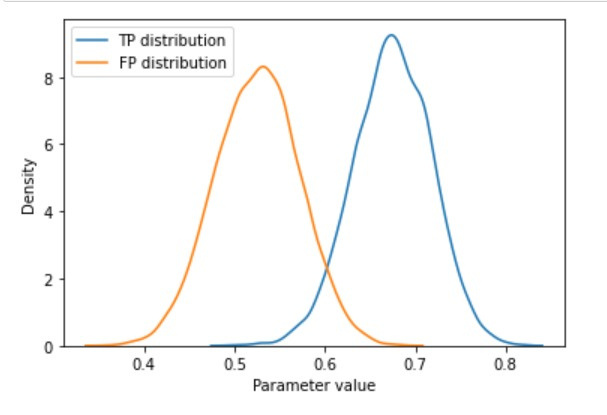 TP distribution
FP distribution
8
6
4
2
0
Density
0.4 0.5 0.6 0.7 0.8
Parameter value